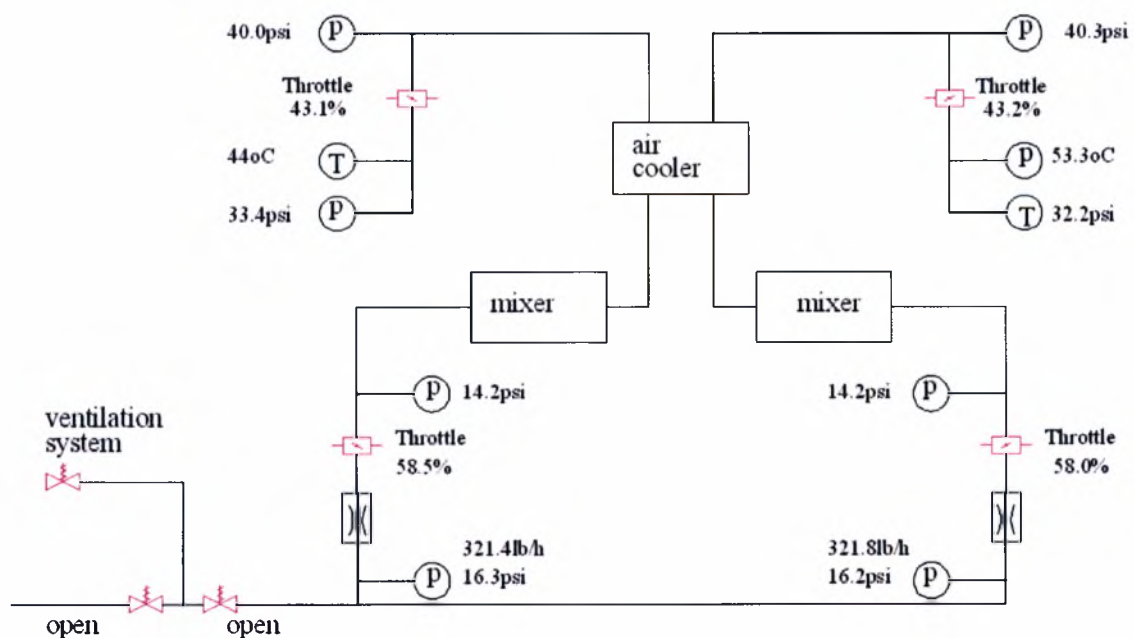 40.0psi
P
P
40.3psi
Throttle
43.1%
Throttle
43.2%
air
cooler
44oC
T
P
53.3oC
33.4psi
P
T
32.2psi
mixer
mixer
P
14.2psi
14.2psi
P
ventilation
system
Throttle
58.5%
Throttle
58.0%
321.4lb/h
P
16.3psi
321.8lb/h
16.2psi
P
open
open